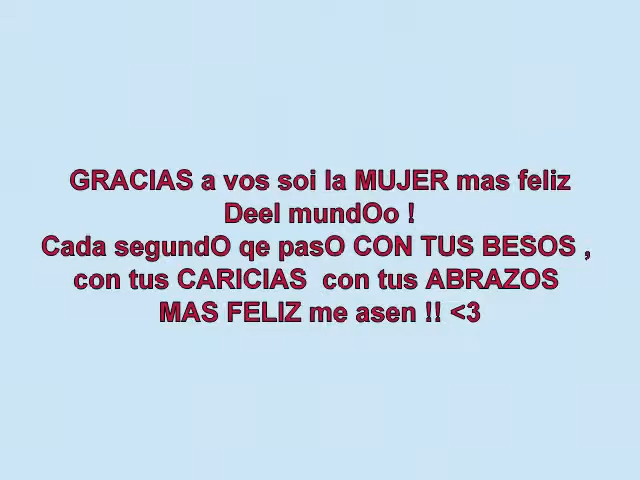 GRACIAS a vos soi la MUJER mas feliz
Deel mundOo !
Cada segundO qe pasO CON TUS BESOS ,
con tus CARICIAS  con tus ABRAZOS
MAS FELIZ me asen !! <3